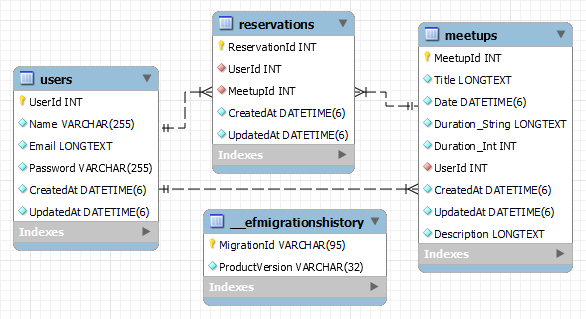 users
UserId INT
Name VARCHAR(255)
Email LONGTEXT
Password VARCHAR(255)
CreatedAt DATETIME(6)
UpdatedAt DATETIME(6)
Indexes
reservations
ReservationId INT
UserId INT
MeetupId INT
CreatedAt DATETIME(6)
UpdatedAt DATETIME(6)
Indexes
meetups
MeetupId INT
Title LONGTEXT
Date DATETIME(6)
Duration_String LONGTEXT
Duration_Int INT
UserId INT
CreatedAt DATETIME(6)
UpdatedAt DATETIME(6)
Description LONGTEXT
Indexes
__efmigrationshistory
MigrationId VARCHAR(95)
ProductVersion VARCHAR(32)
Indexes